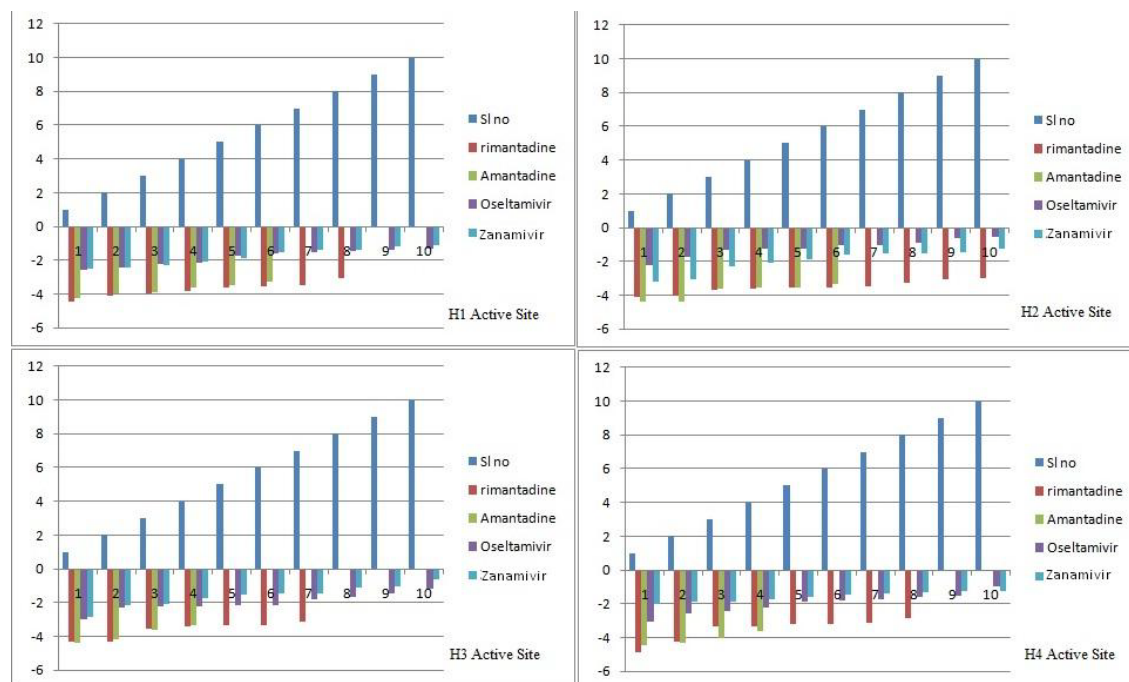 12
10
8
6
4
2
0
-2
-4
-6
1 2 3 4 5 6 7 8 9 10
Sl no
rimantadine
Amantadine
Oseltamivir
Zanamivir
H1 Active Site
12
10
8
6
4
2
0
-2
-4
-6
1 2 3 4 5 6 7 8 9 10
Sl no
rimantadine
Amantadine
Oseltamivir
Zanamivir
H2 Active Site
12
10
8
6
4
2
0
-2
-4
-6
1 2 3 4 5 6 7 8 9 10
Sl no
rimantadine
Amantadine
Oseltamivir
Zanamivir
H3 Active Site
12
10
8
6
4
2
0
-2
-4
-6
1 2 3 4 5 6 7 8 9 10
Sl no
rimantadine
Amantadine
Oseltamivir
Zanamivir
H4 Active Site